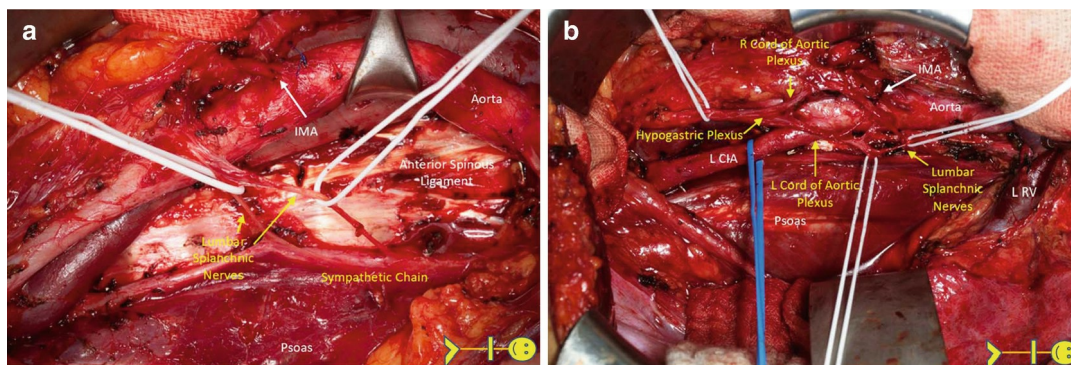 a
IMA
Aorta
Anterior Spinous
Ligament
Lumbar
Splanchnic
Nerves
Sympathetic Chain
Psoas
b
R Cord of Aortic
Plexus
IMA
Aorta
Hypogastric Plexus
L CIA
L Cord of Aortic
Plexus
Lumbar
Splanchnic
Nerves
L RV
Psoas